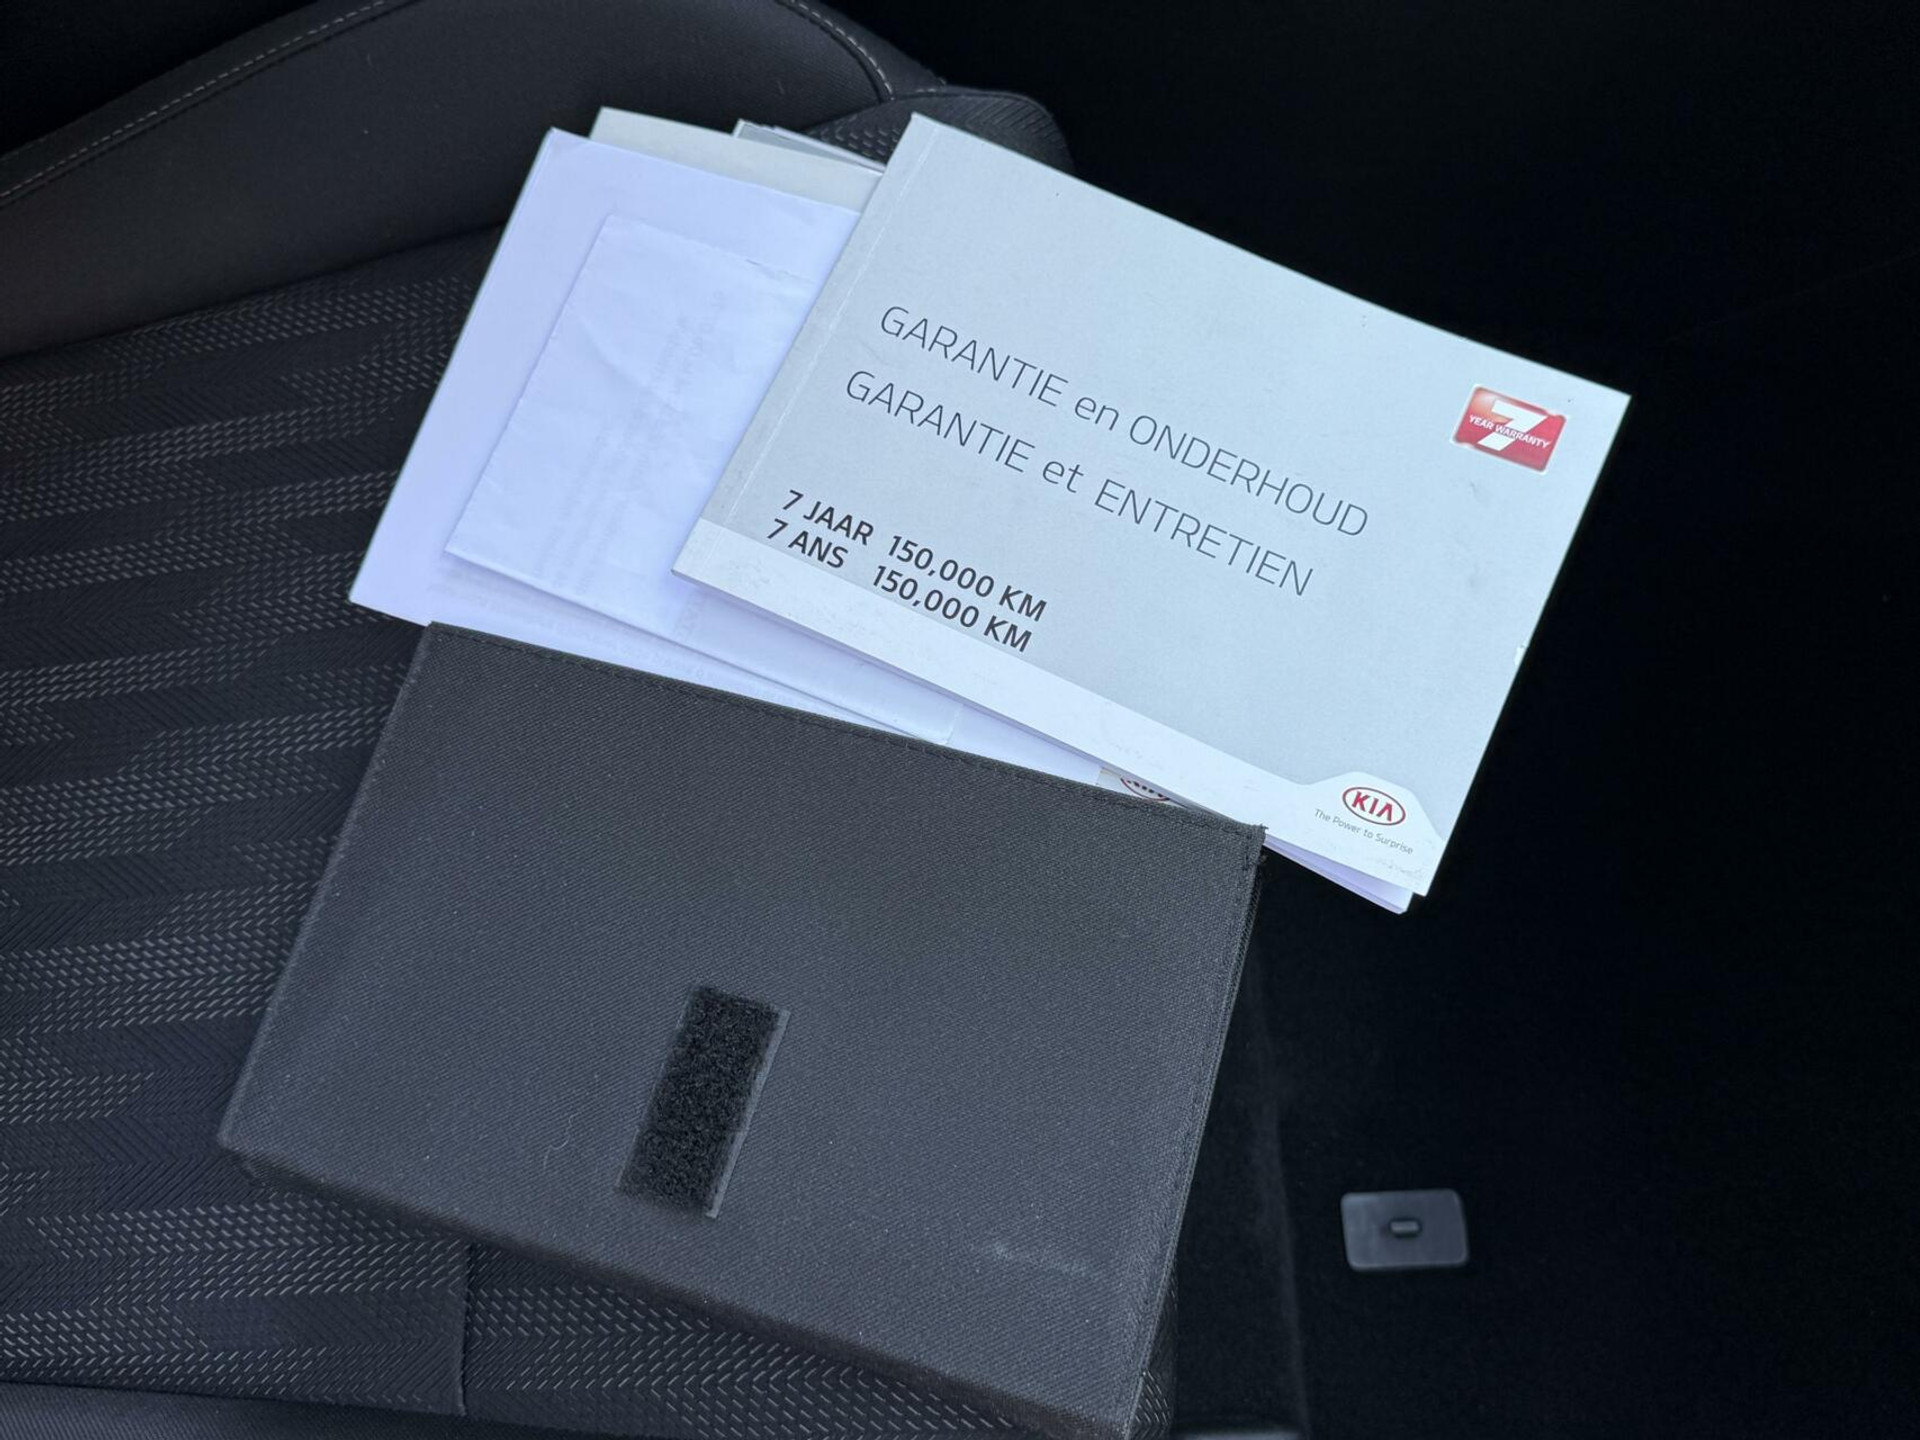 GARANTIE en ONDERHOUD
GARANTIE et ENTRETIEN
7
YEAR WARRANTY
7 JAAR 150,000 KM
7 ANS 150,000 KM
KIA
The Power to Surprise